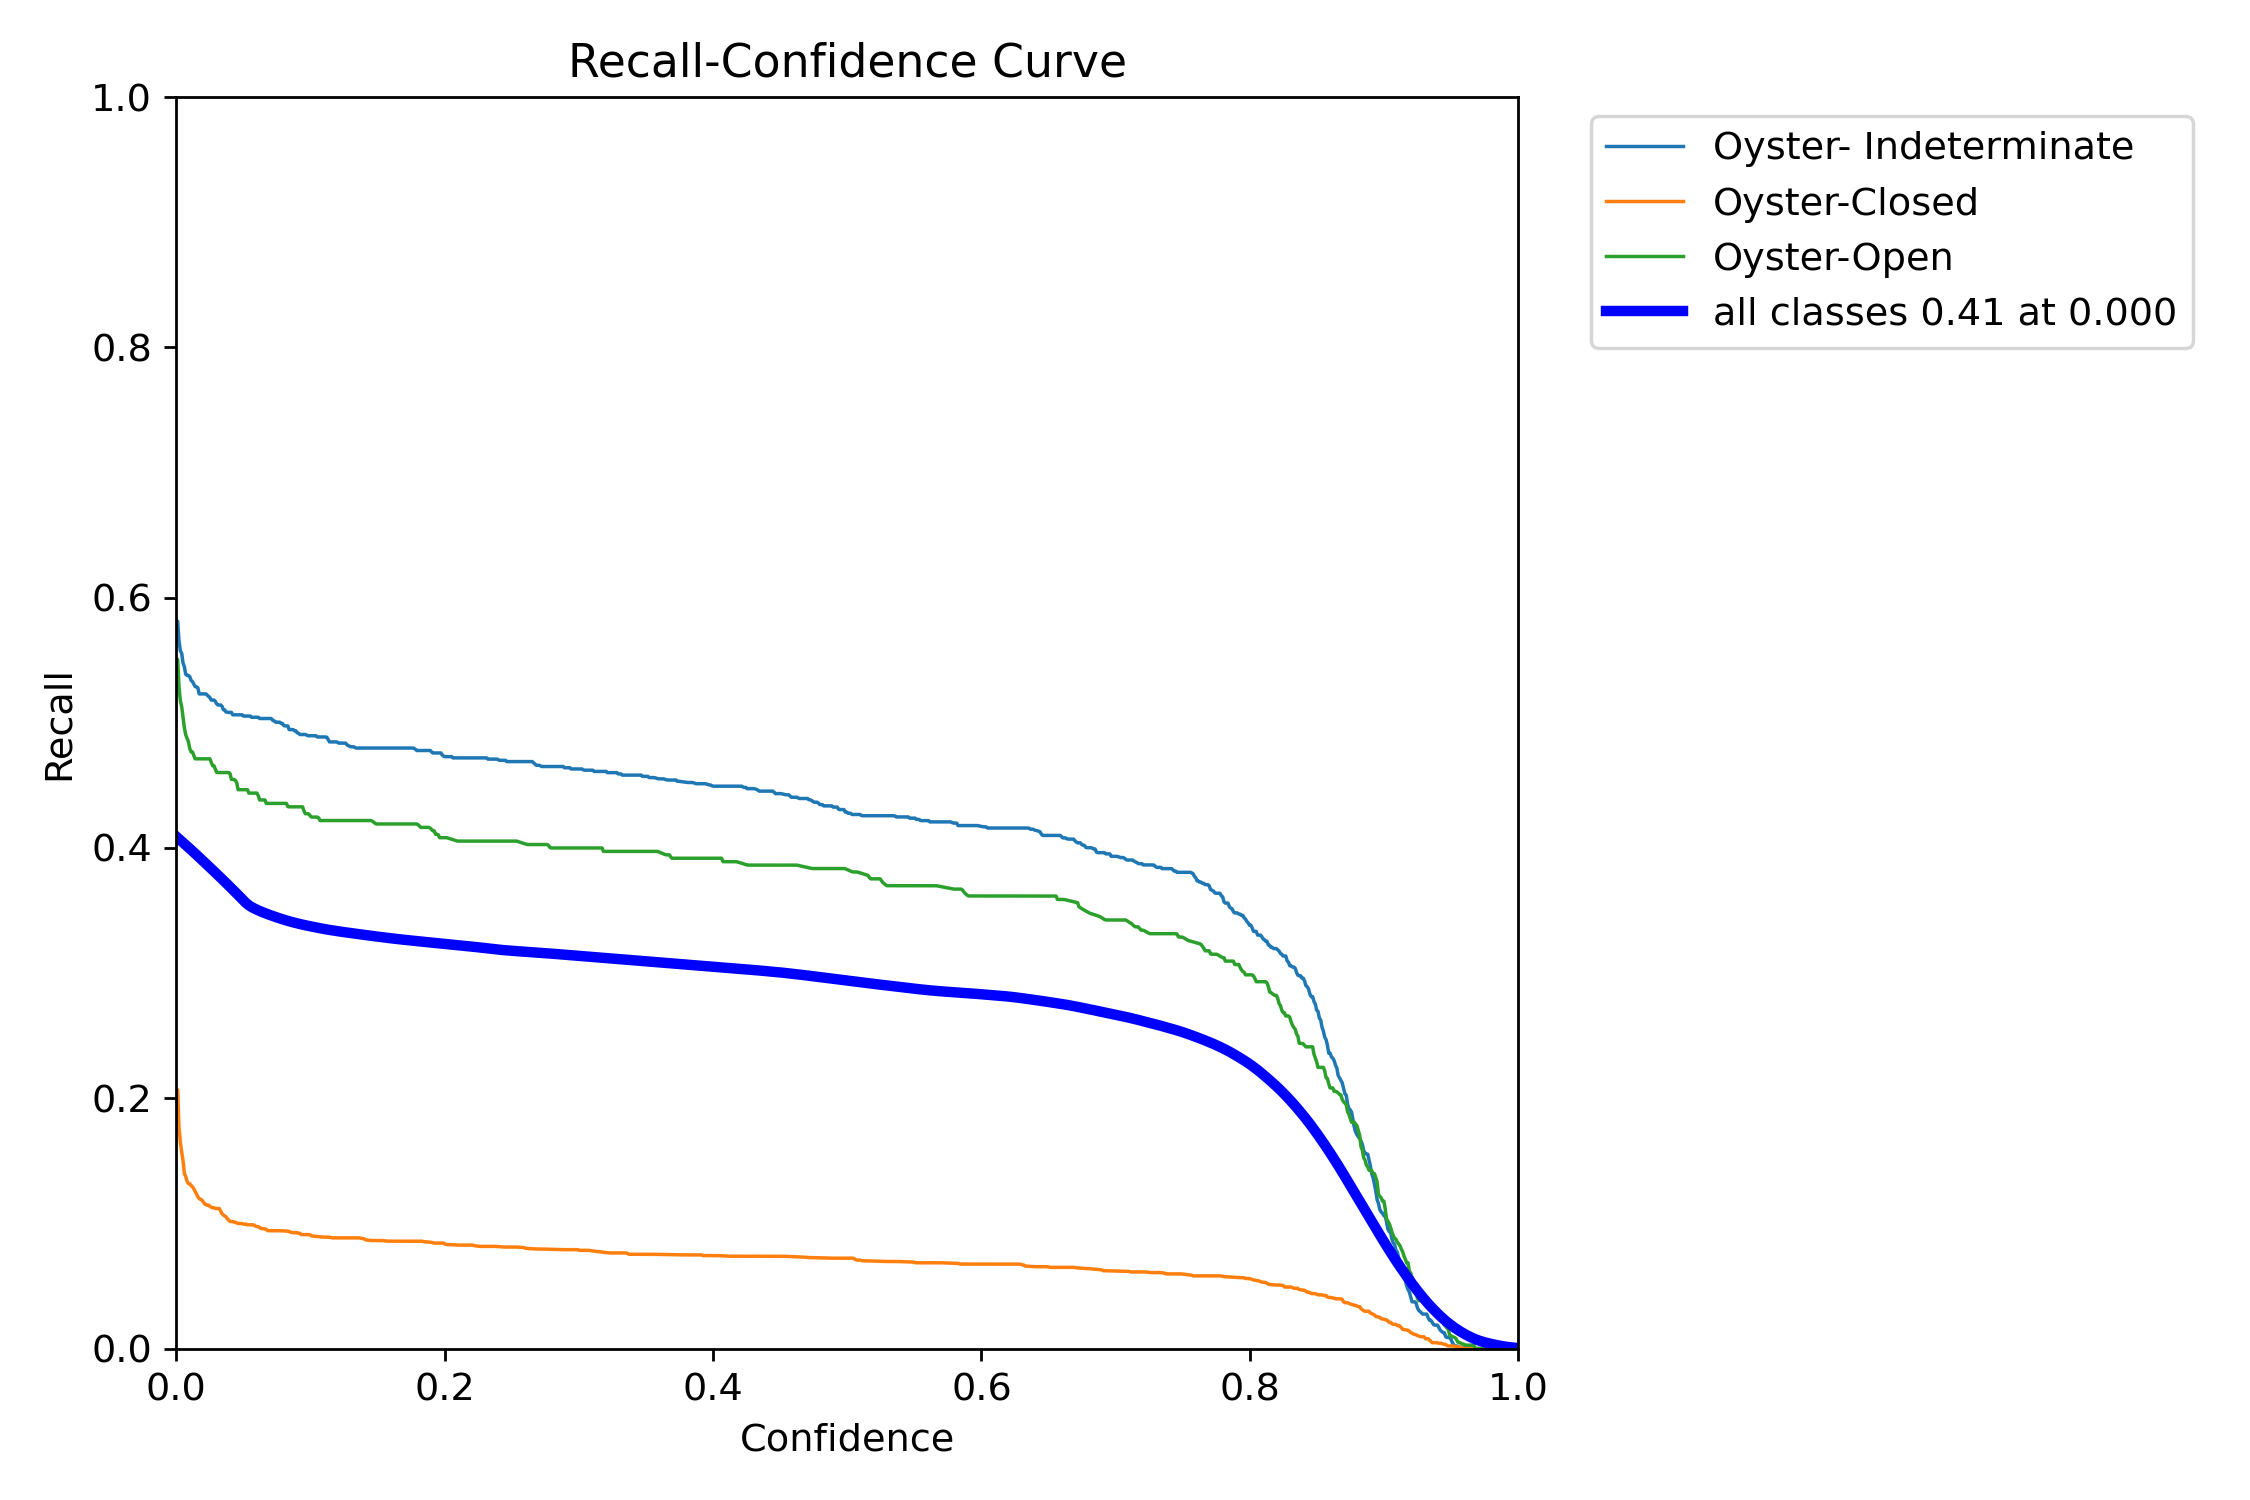 Recall-Confidence Curve
1.0
0.8
0.6
0.4
0.2
0.0
Recall
0.0 0.2 0.4 0.6 0.8 1.0
Confidence
Oyster- Indeterminate
Oyster-Closed
Oyster-Open
all classes 0.41 at 0.000